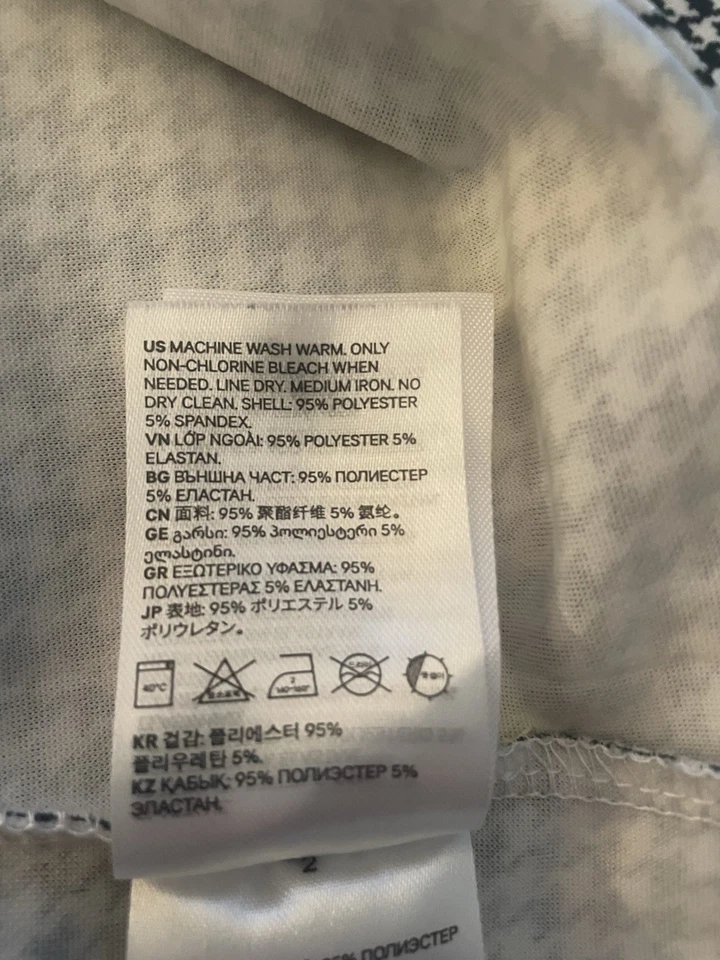 US MACHINE WASH WARM. ONLY
NON-CHLORINE BLEACH WHEN
NEEDED. LINE DRY. MEDIUM IRON. NO
DRY CLEAN. SHELL: 95% POLYESTER
5% SPANDEX.
VN LỚP NGOÀI: 95% POLYESTER 5%
ELASTAN.
BG ВЪНШНА ЧАСТ: 95% ПОЛИЕСТЕР
5% ЕЛАСТАН.
CN 面料: 95% 聚酯纤维 5% 氨纶。
GE გარსი: 95% პოლიესტერი 5%
ელასტინი.
GR ΕΞΩΤΕΡΙΚΟ ΥΦΑΣΜΑ: 95%
ΠΟΛΥΕΣΤΕΡΑΣ 5% ΕΛΑΣΤΑΝΗ.
JP 表地: 95% ポリエステル 5%
ポリウレタン。
40°C
KR 겉감: 폴리에스터 95%
폴리우레탄 5%.
KZ ҚАБЫҚ: 95% ПОЛИЭСТЕР 5%
ЭЛАСТАН.
2
ПОЛИЭСТЕР